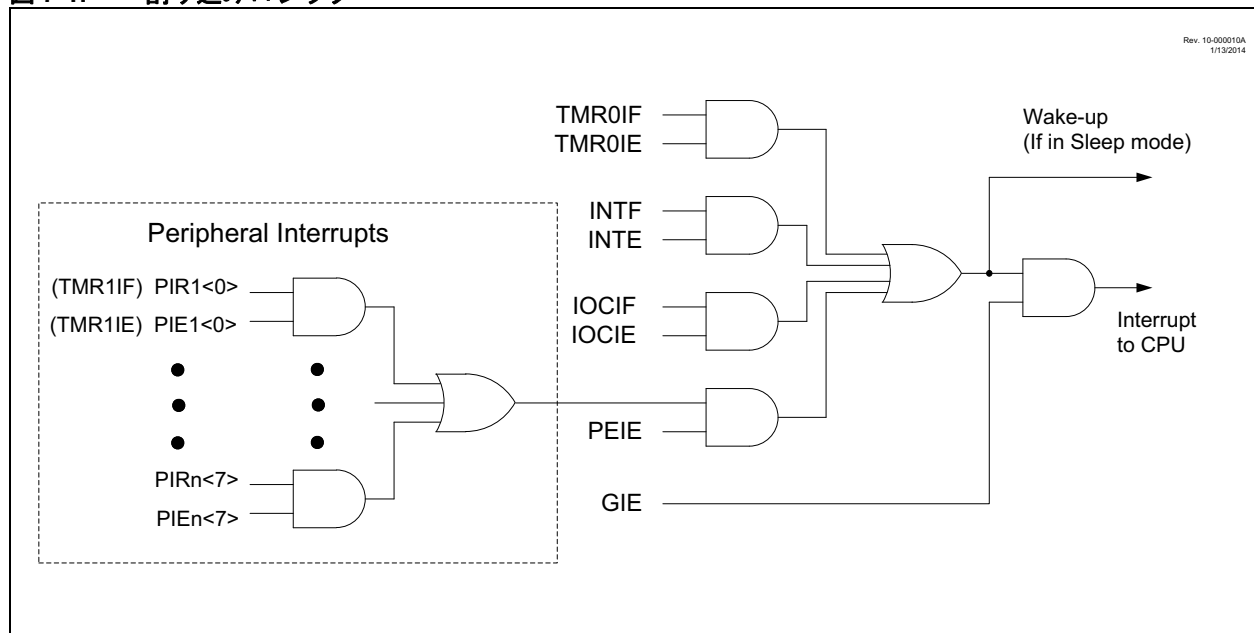 Rev. 10-000010A
1/13/2014
TMR0IF
TMR0IE
Wake-up
(If in Sleep mode)
INTF
INTE
Peripheral Interrupts
(TMR1IF) PIR1<0>
(TMR1IE) PIE1<0>
IOCIF
IOCIE
Interrupt
to CPU
PEIE
PIRn<7>
PIEn<7>
GIE